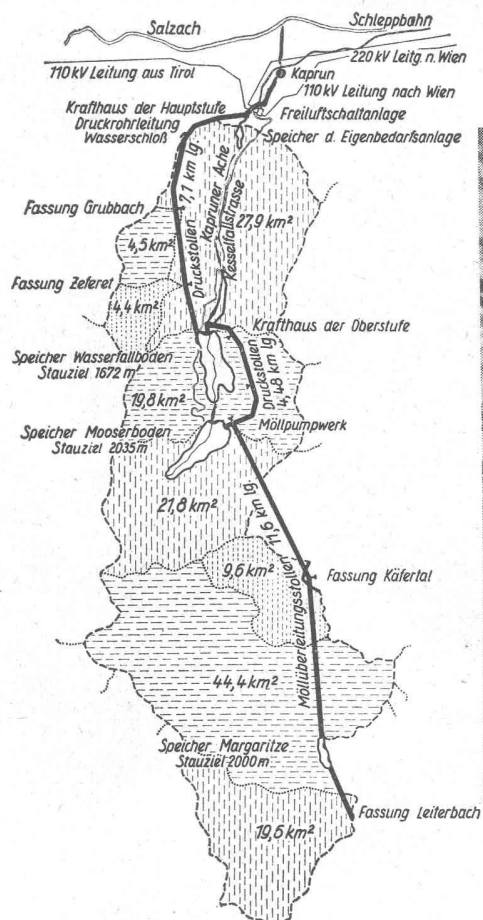 Salzach
Schleppbahn
110 kV Leitung aus Tirol
220 kV Leitg. n. Wien
Kaprun
110 kV Leitung nach Wien
Krafthaus der Hauptstufe
Druckrohrleitung
Wasserschloß
Freiluftschaltanlage
Speicher d. Eigenbedarfsanlage
Druckstollen 7,1 km lg.
Kapruner Ache
Kesselfallstrasse
27,9 km²
Fassung Grubbach
4,5 km²
Fassung Zeferet
4,4 km²
Krafthaus der Oberstufe
Speicher Wasserfallboden
Stauziel 1672 m
19,8 km²
Druckstollen
4,48 km lg.
Speicher Mooserboden
Stauziel 2035 m
Möllpumpwerk
21,8 km²
Möllüberleitungsstollen 11,6 km lg.
9,6 km²
Fassung Käfertal
44,4 km²
Speicher Margaritze
Stauziel 2000 m
Fassung Leiterbach
19,6 km²